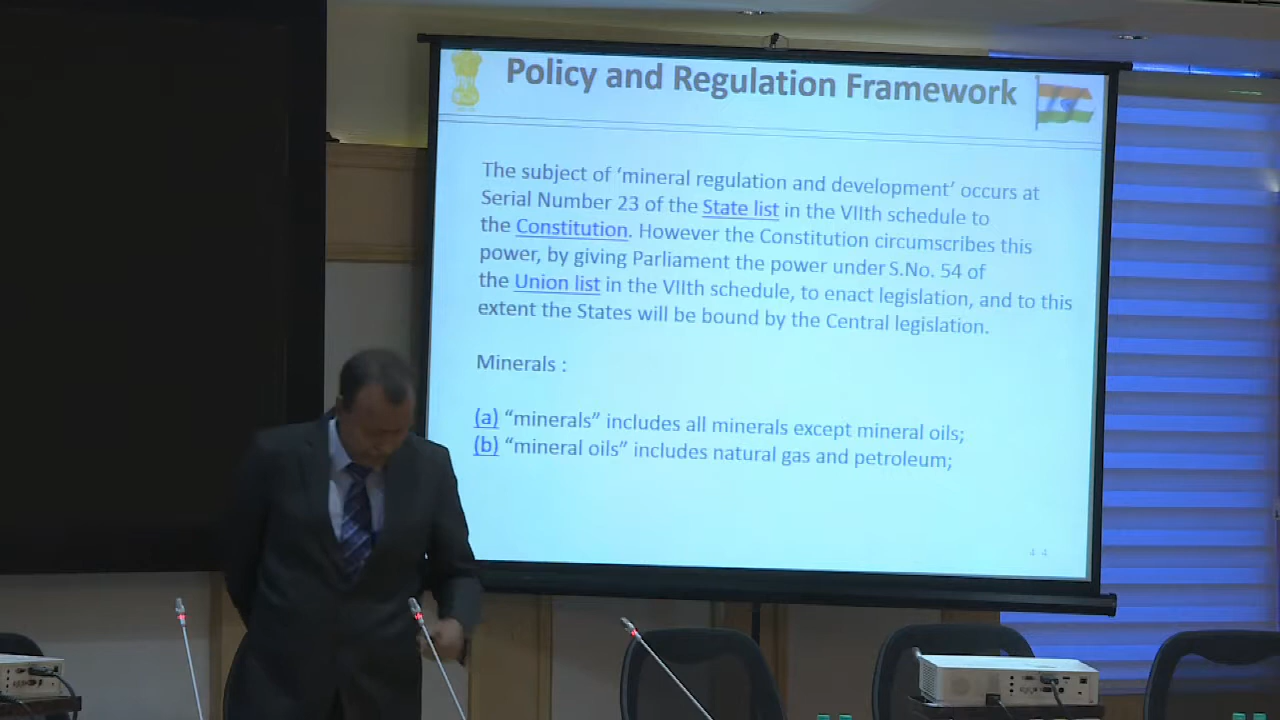 Policy and Regulation Framework
The subject of ‘mineral regulation and development’ occurs at
Serial Number 23 of the State list in the VIIth schedule to
the Constitution. However the Constitution circumscribes this
power, by giving Parliament the power under S.No. 54 of
the Union list in the VIIth schedule, to enact legislation, and to this
extent the States will be bound by the Central legislation.
Minerals :
(a) “minerals” includes all minerals except mineral oils;
(b) “mineral oils” includes natural gas and petroleum;
44